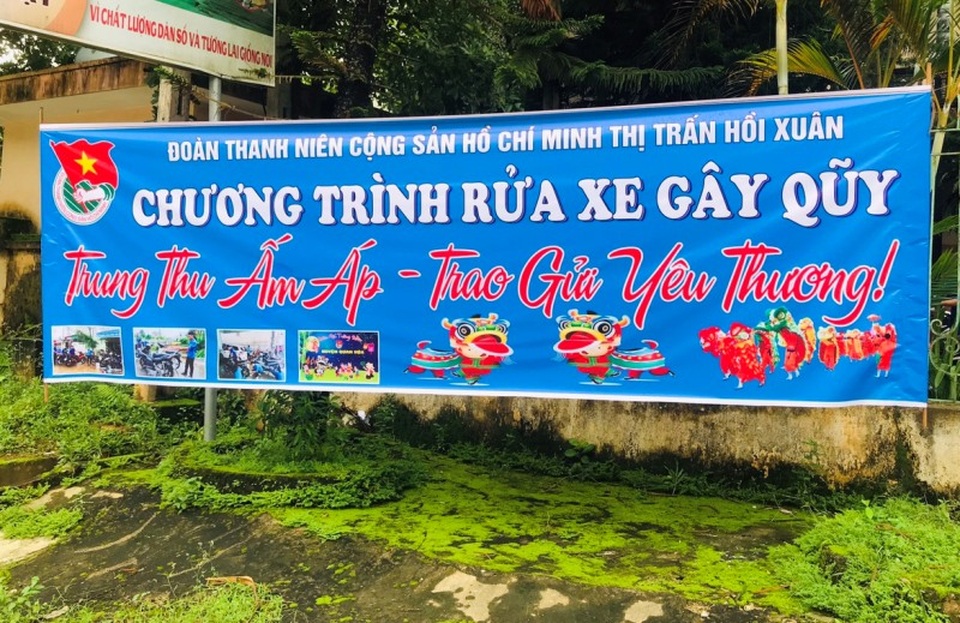 VÌ CHẤT LƯỢNG DÂN SỐ VÀ TƯƠNG LAI GIỐNG NÒI
ĐOÀN THANH NIÊN CỘNG SẢN HỒ CHÍ MINH THỊ TRẤN HỒI XUÂN
CHƯƠNG TRÌNH RỬA XE GÂY QUỸ
Trung Thu Ấm Áp - Trao Gửi Yêu Thương!